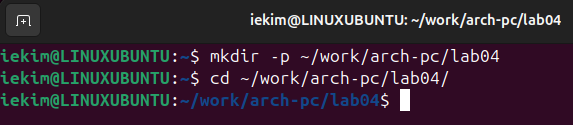 iekim@LINUXUBUNTU: ~/work/arch-pc/lab04
iekim@LINUXUBUNTU:~$ mkdir -p ~/work/arch-pc/lab04
iekim@LINUXUBUNTU:~$ cd ~/work/arch-pc/lab04/
iekim@LINUXUBUNTU:~/work/arch-pc/lab04$